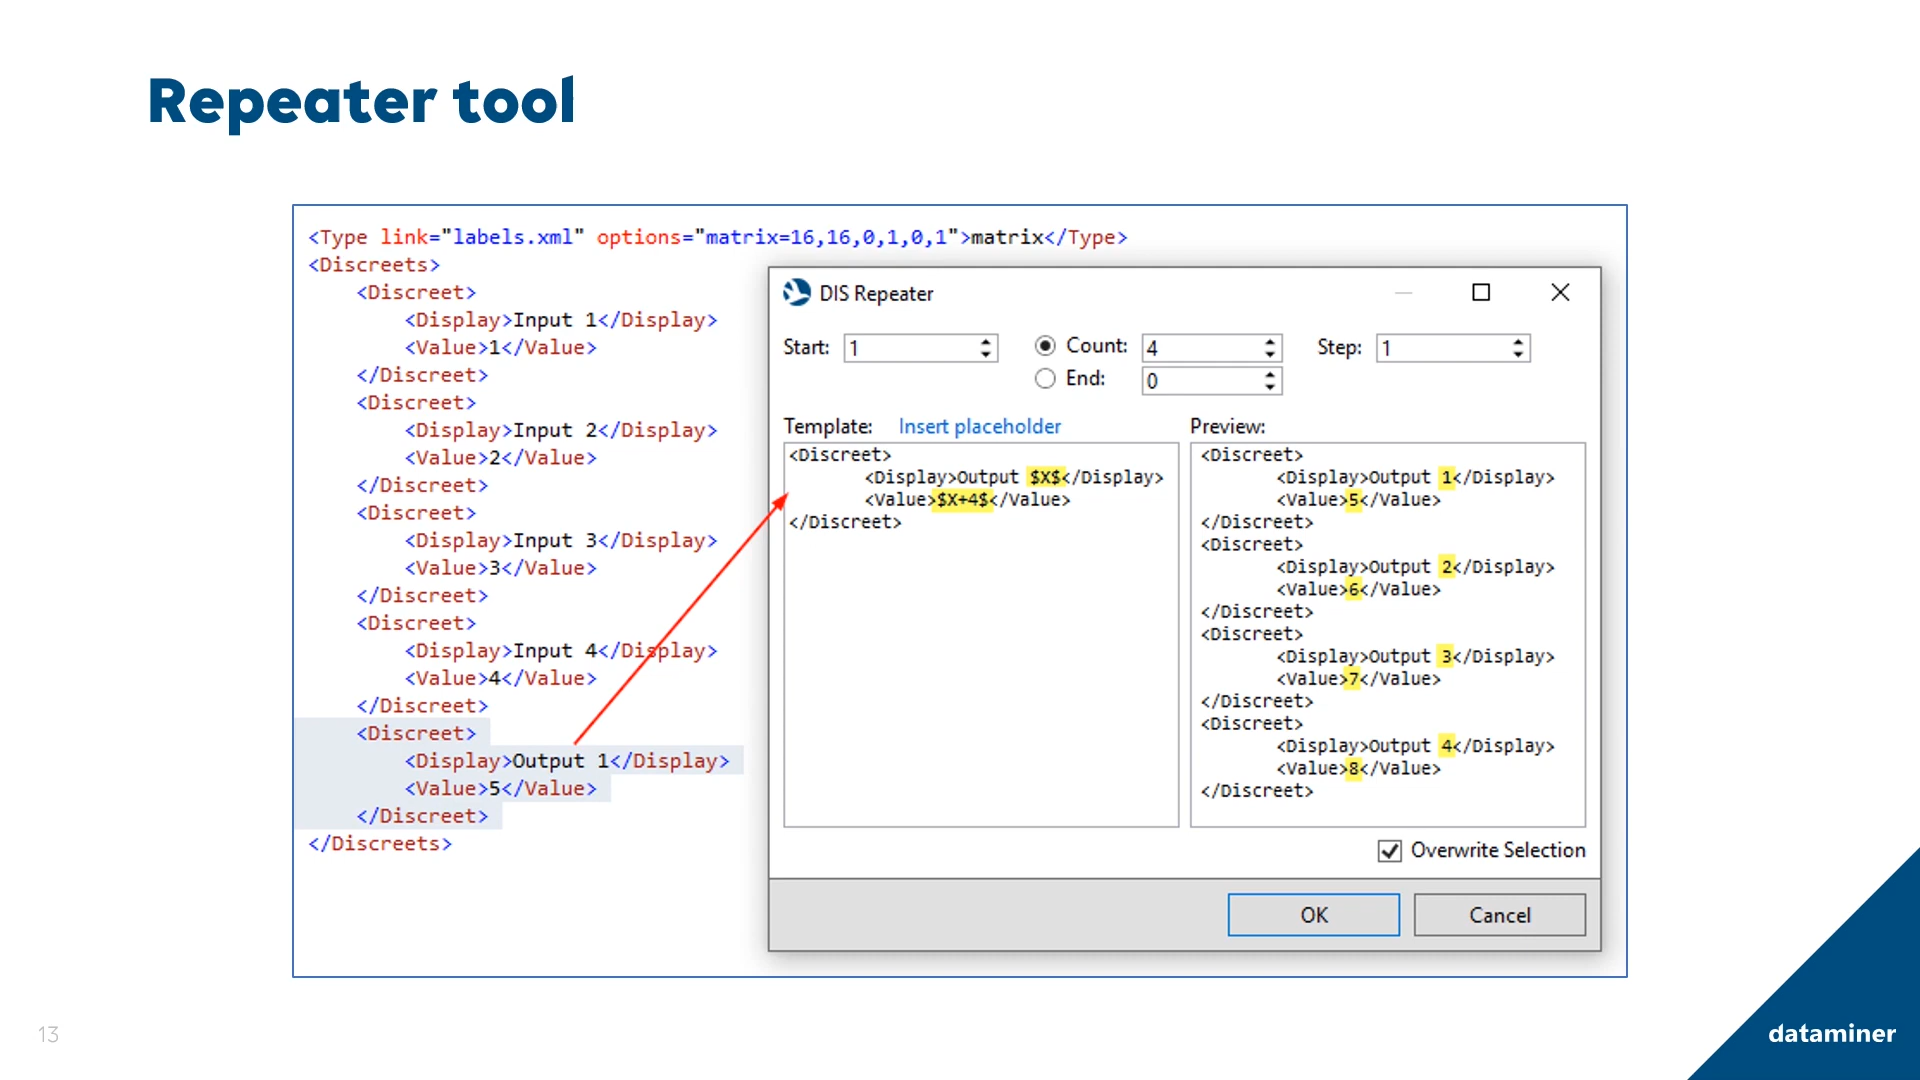 Repeater tool
<Type link="labels.xml" options="matrix=16,16,0,1,0,1">matrix</Type>
<Discreets>
<Discreet>
<Display>Input 1</Display>
<Value>1</Value>
</Discreet>
<Discreet>
<Display>Input 2</Display>
<Value>2</Value>
</Discreet>
<Discreet>
<Display>Input 3</Display>
<Value>3</Value>
</Discreet>
<Discreet>
<Display>Input 4</Display>
<Value>4</Value>
</Discreet>
<Discreet>
<Display>Output 1</Display>
<Value>5</Value>
</Discreet>
</Discreets>
DIS Repeater
Start: 1 Count: 4 Step: 1
End: 0
Template: Insert placeholder
<Discreet>
<Display>Output $X$</Display>
<Value>$X+4$</Value>
</Discreet>
Preview:
<Discreet>
<Display>Output 1</Display>
<Value>5</Value>
</Discreet>
<Discreet>
<Display>Output 2</Display>
<Value>6</Value>
</Discreet>
<Discreet>
<Display>Output 3</Display>
<Value>7</Value>
</Discreet>
<Discreet>
<Display>Output 4</Display>
<Value>8</Value>
</Discreet>
Overwrite Selection
OK Cancel
13
dataminer